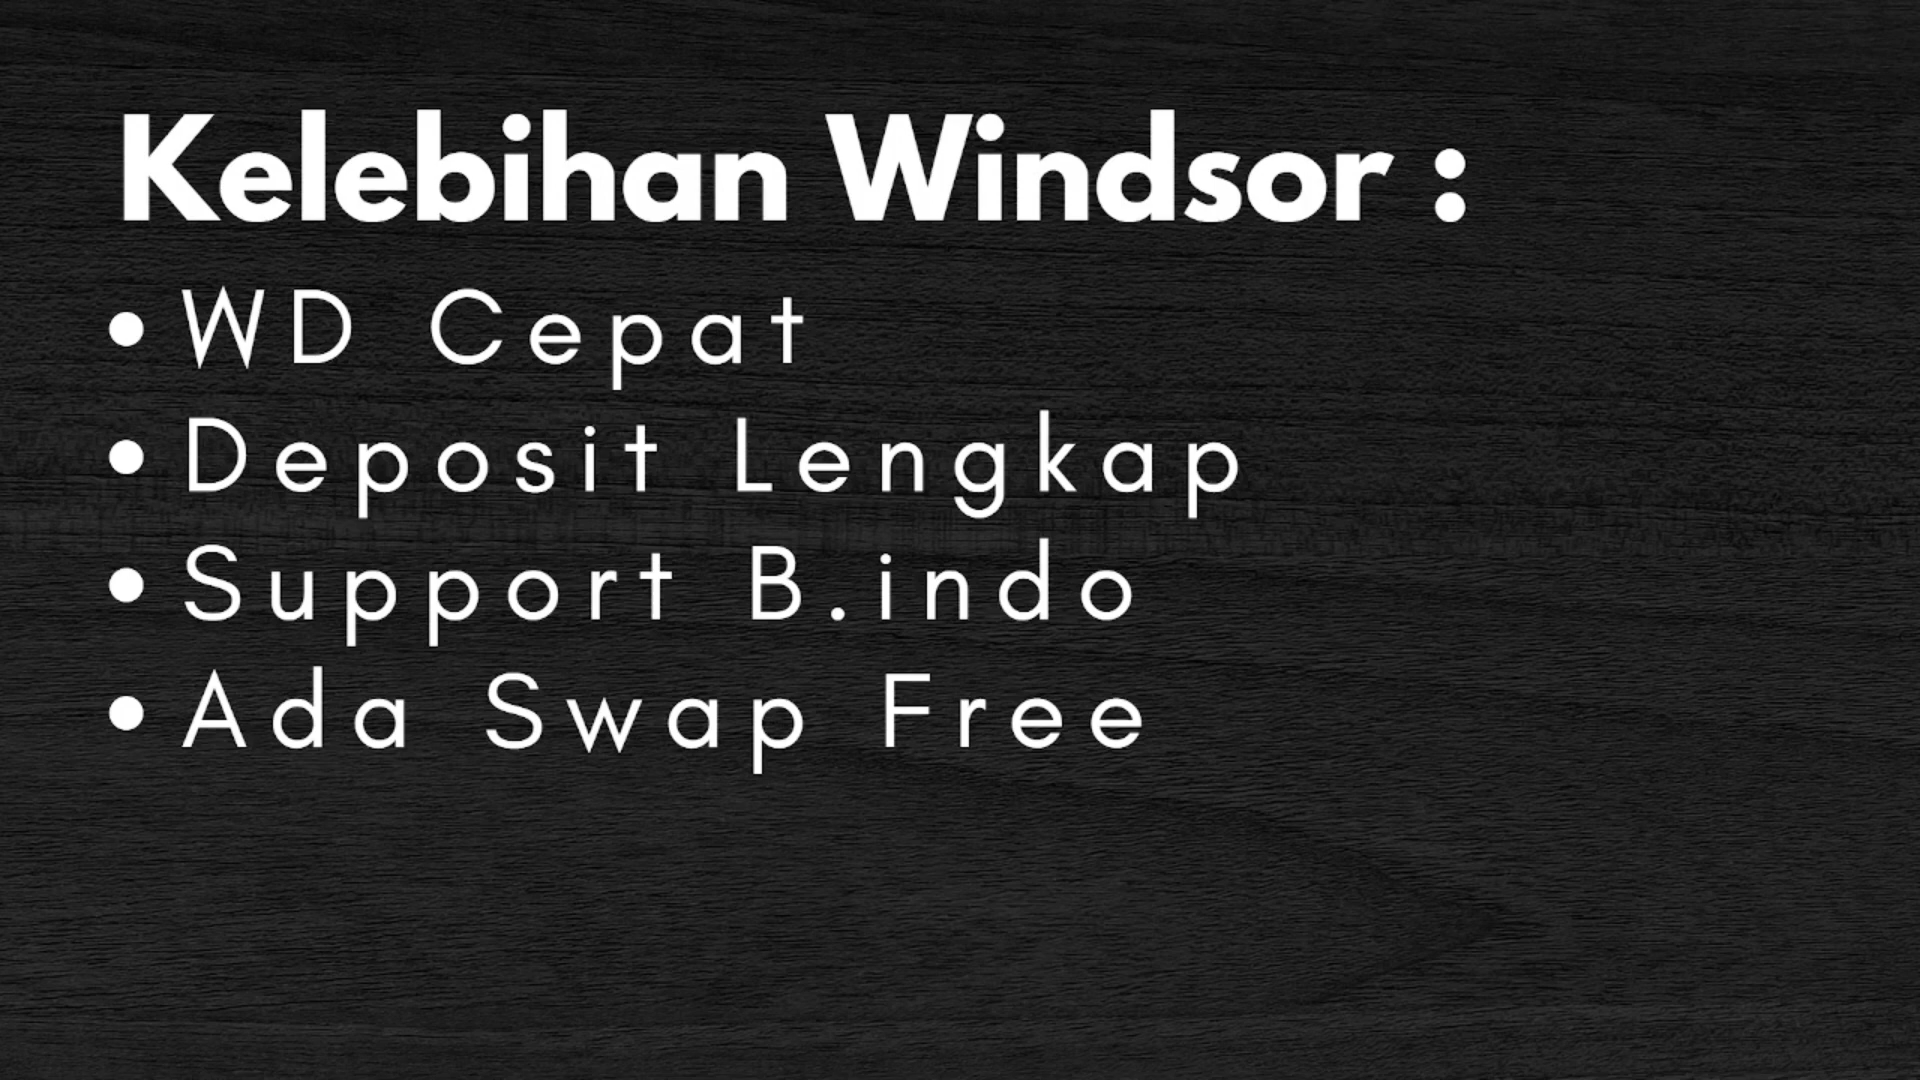 Kelebihan Windsor :
• WD Cepat
• Deposit Lengkap
• Support B.indo
• Ada Swap Free